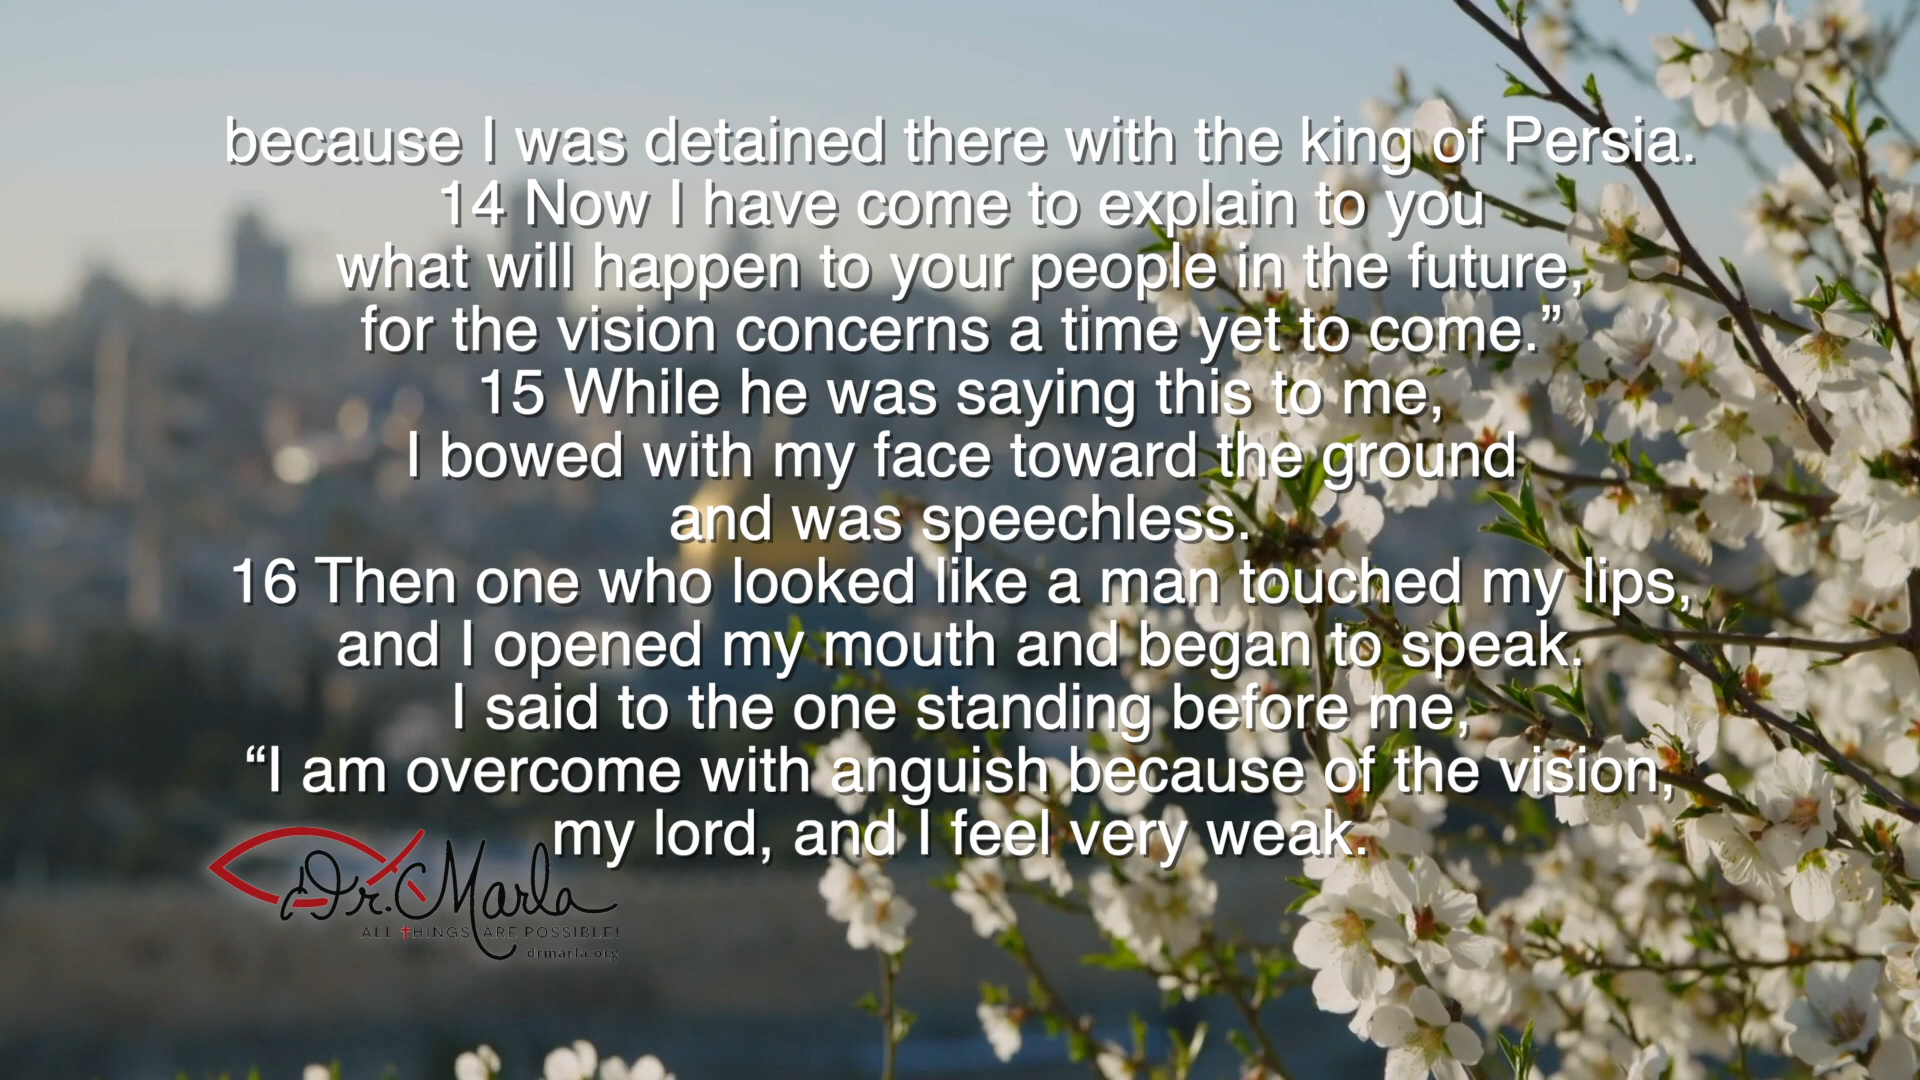 because I was detained there with the king of Persia.
14 Now I have come to explain to you
what will happen to your people in the future,
for the vision concerns a time yet to come.”
15 While he was saying this to me,
I bowed with my face toward the ground
and was speechless.
16 Then one who looked like a man touched my lips,
and I opened my mouth and began to speak.
I said to the one standing before me,
“I am overcome with anguish because of the vision,
my lord, and I feel very weak.
Dr. Marla
ALL THINGS ARE POSSIBLE!
drmarla.org